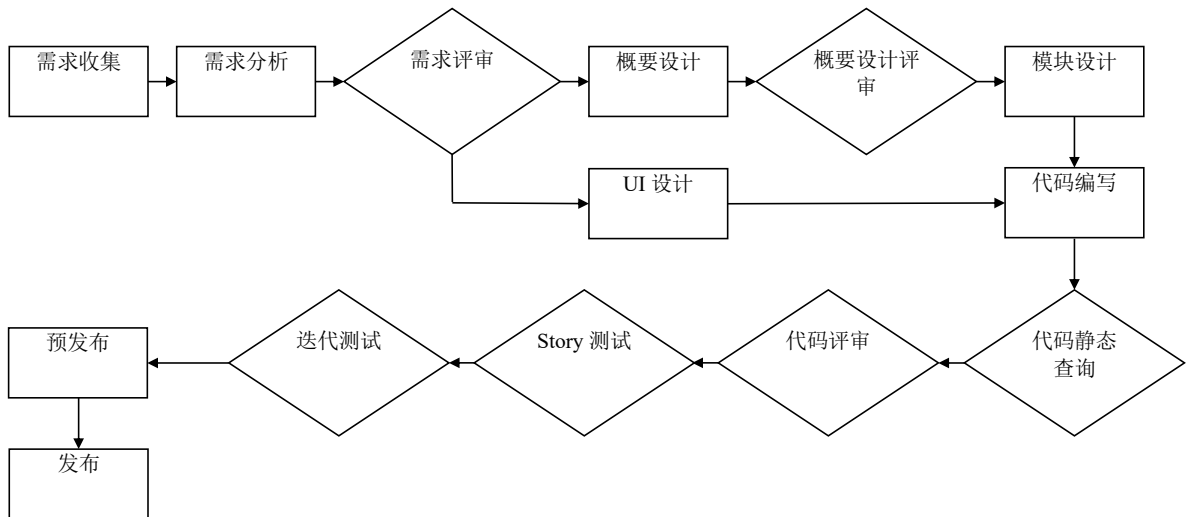 需求收集
需求分析
需求评审
概要设计
概要设计评
审
模块设计
UI 设计
代码编写
预发布
迭代测试
Story 测试
代码评审
代码静态
查询
发布